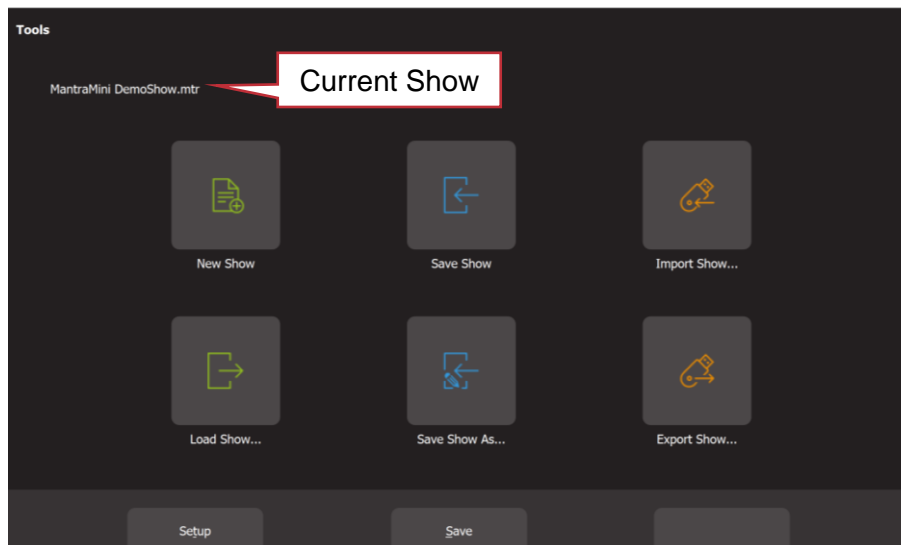 Tools
Current Show
MantraMini DemoShow.mtr
New Show
Save Show
Import Show...
Load Show...
Save Show As...
Export Show...
Setup
Save